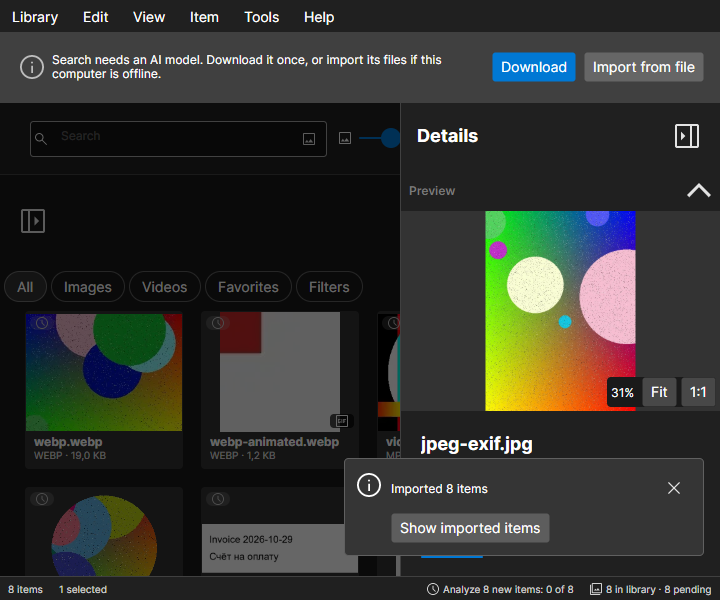 Library Edit View Item Tools Help
Search needs an AI model. Download it once, or import its files if this
computer is offline.
Download
Import from file
Search
Details
Preview
All
Images
Videos
Favorites
Filters
31%
Fit
1:1
webp.webp
WEBP · 19,0 KB
GIF
webp-animated.webp
WEBP · 1,2 KB
jpeg-exif.jpg
Imported 8 items
Show imported items
Invoice 2026-10-29
Счёт на оплату
8 items
1 selected
Analyze 8 new items: 0 of 8
8 in library · 8 pending